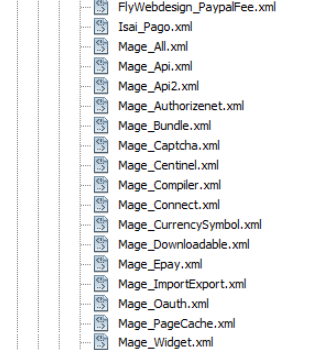 FlyWebdesign_PaypalFee.xml
Isai_Pago.xml
Mage_All.xml
Mage_Api.xml
Mage_Api2.xml
Mage_Authorizenet.xml
Mage_Bundle.xml
Mage_Captcha.xml
Mage_Centinel.xml
Mage_Compiler.xml
Mage_Connect.xml
Mage_CurrencySymbol.xml
Mage_Downloadable.xml
Mage_Epay.xml
Mage_ImportExport.xml
Mage_Oauth.xml
Mage_PageCache.xml
Mage_Widget.xml